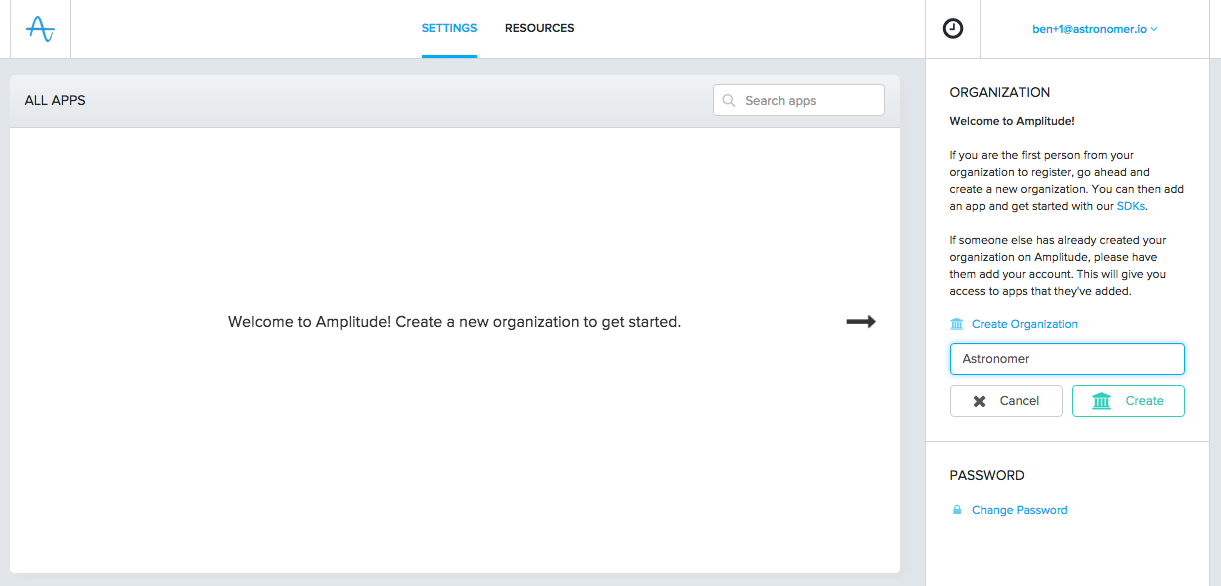 SETTINGS
RESOURCES
ben+1@astronomer.io
ALL APPS
Search apps
Welcome to Amplitude! Create a new organization to get started.
ORGANIZATION
Welcome to Amplitude!
If you are the first person from your
organization to register, go ahead and
create a new organization. You can then add
an app and get started with our SDKs.
If someone else has already created your
organization on Amplitude, please have
them add your account. This will give you
access to apps that they've added.
Create Organization
Astronomer
Cancel
Create
PASSWORD
Change Password